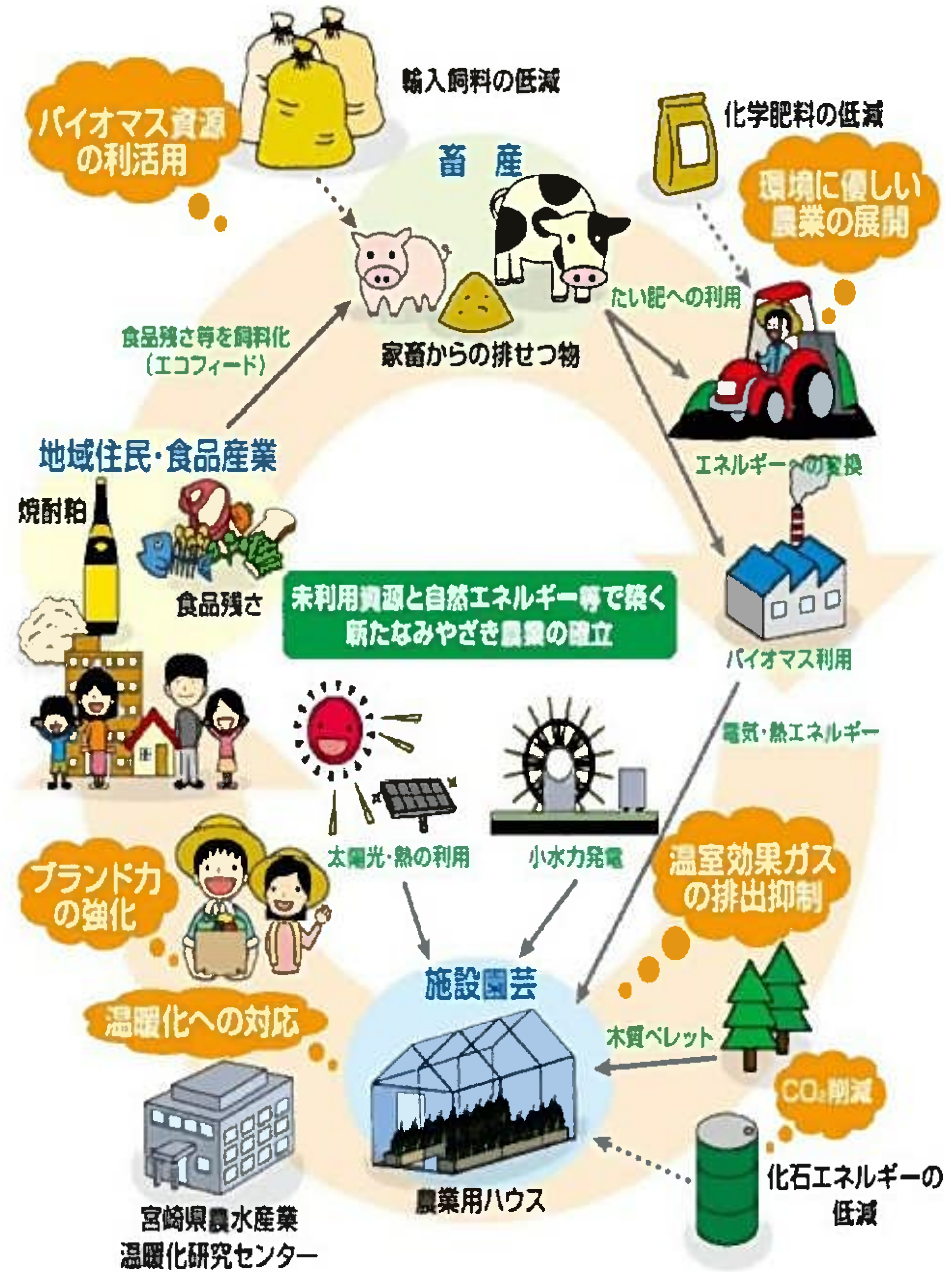 輸入飼料の低減
バイオマス資源
の利活用
化学肥料の低減
畜産
環境に優しい
農業の展開
たい肥への利用
食品残さ等を飼料化
(エコフィード)
家畜からの排せつ物
地域住民・食品産業
エネルギーへの変換
焼酎粕
食品残さ
未利用資源と自然エネルギー等で築く
新たなみやざき農業の確立
バイオマス利用
電気・熱エネルギー
太陽光・熱の利用
小水力発電
温室効果ガス
の排出抑制
ブランド力
の強化
施設園芸
温暖化への対応
木質ペレット
CO₂削減
農業用ハウス
化石エネルギーの
低減
宮崎県農水産業
温暖化研究センター